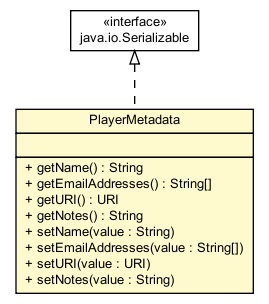 «interface»
java.io.Serializable
PlayerMetadata
+ getName() : String
+ getEmailAddresses() : String[]
+ getURI() : URI
+ getNotes() : String
+ setName(value : String)
+ setEmailAddresses(value : String[])
+ setURI(value : URI)
+ setNotes(value : String)